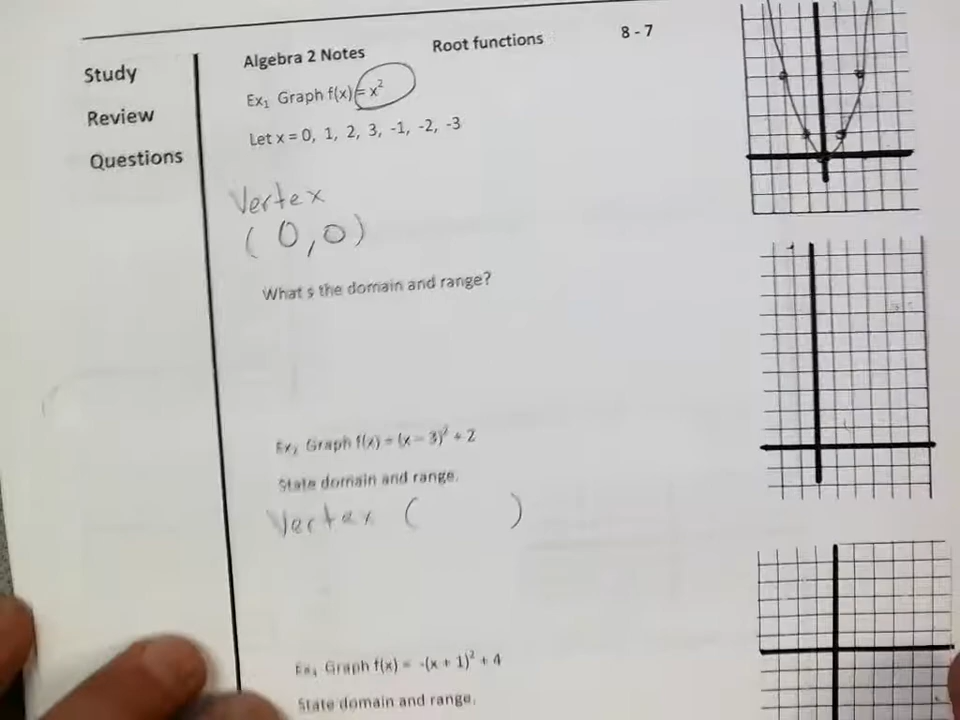 Algebra 2 Notes Root functions 8 - 7
Study
Review
Questions
Ex₁ Graph f(x) = x²
Let x = 0, 1, 2, 3, -1, -2, -3
Vertex
( 0,0)
What s the domain and range?
Ex₂ Graph f(x) = (x – 3)² + 2
State domain and range.
Vertex ( )
Ex₄ Graph f(x) = -(x + 1)² + 4
State domain and range.